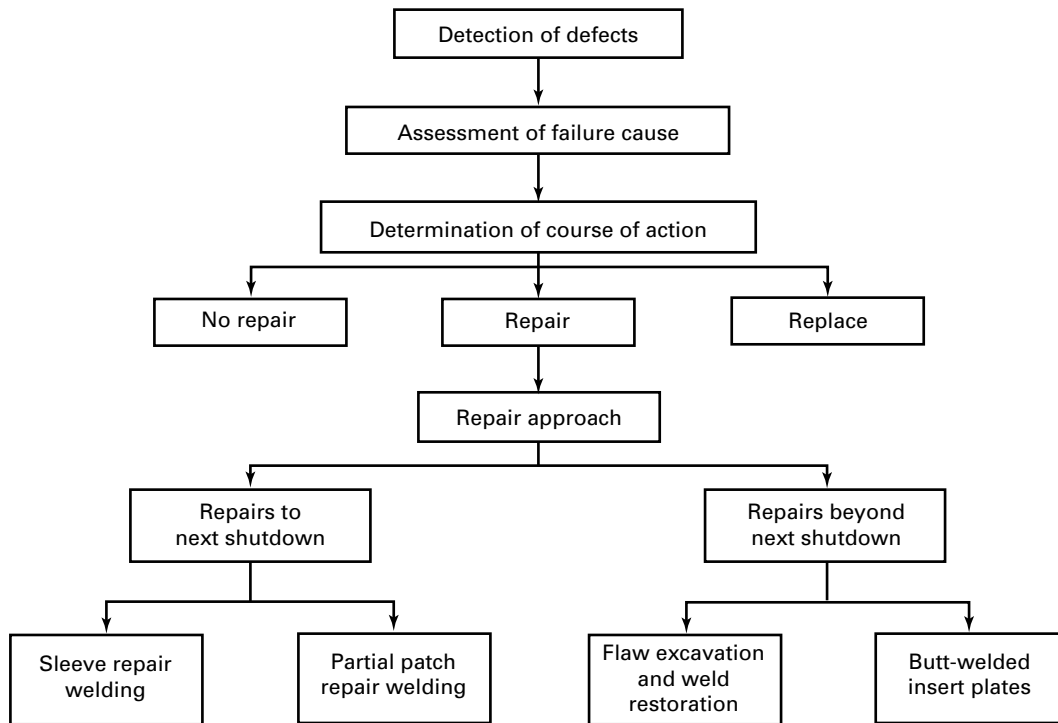 Detection of defects
Assessment of failure cause
Determination of course of action
No repair
Repair
Replace
Repair approach
Repairs to
next shutdown
Repairs beyond
next shutdown
Sleeve repair
welding
Partial patch
repair welding
Flaw excavation
and weld
restoration
Butt-welded
insert plates